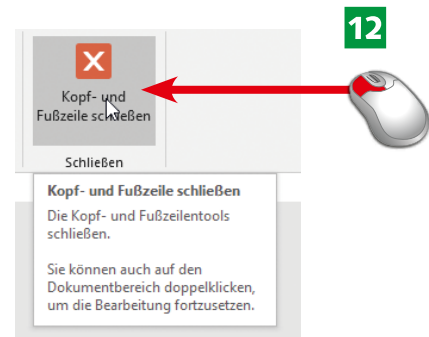 12
Kopf- und
Fußzeile schließen
Schließen
Kopf- und Fußzeile schließen
Die Kopf- und Fußzeilentools
schließen.
Sie können auch auf den
Dokumentbereich doppelklicken,
um die Bearbeitung fortzusetzen.